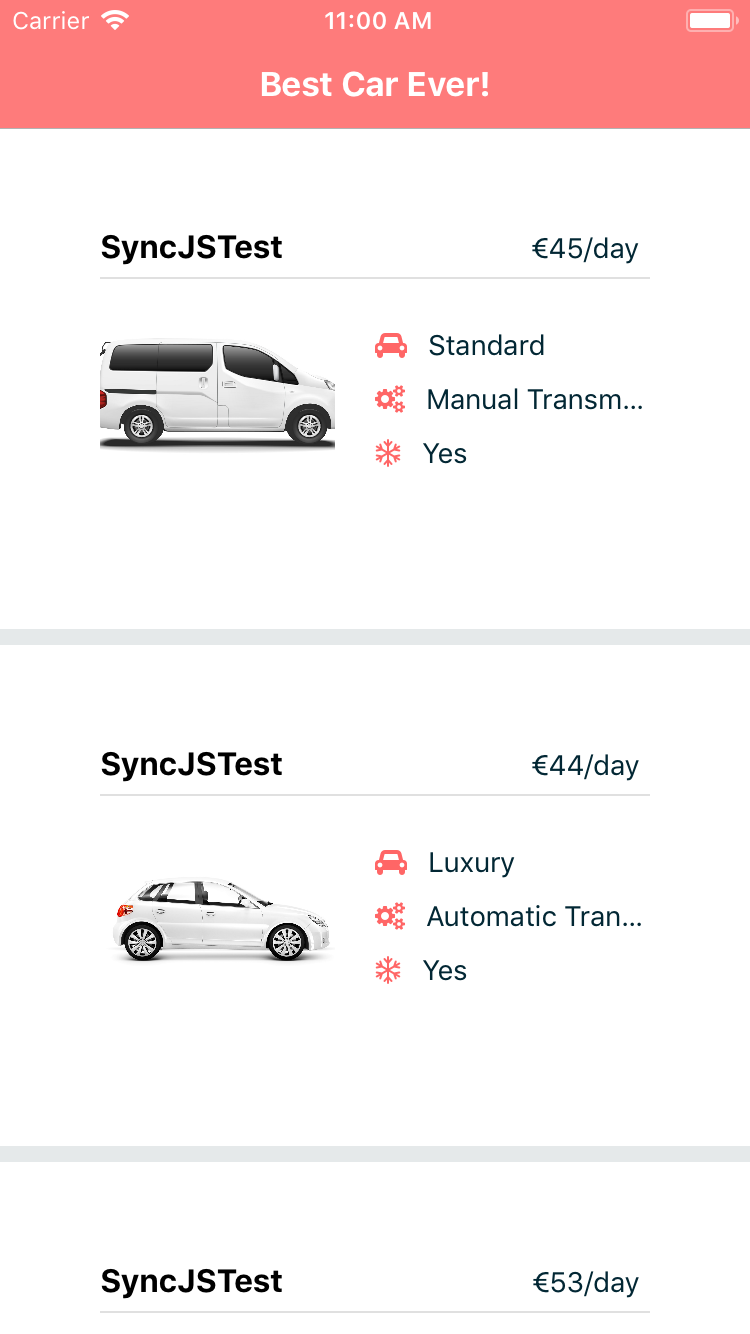 Carrier 11:00 AM
Best Car Ever!
SyncJSTest €45/day
Standard
Manual Transm...
Yes
SyncJSTest €44/day
Luxury
Automatic Tran...
Yes
SyncJSTest €53/day